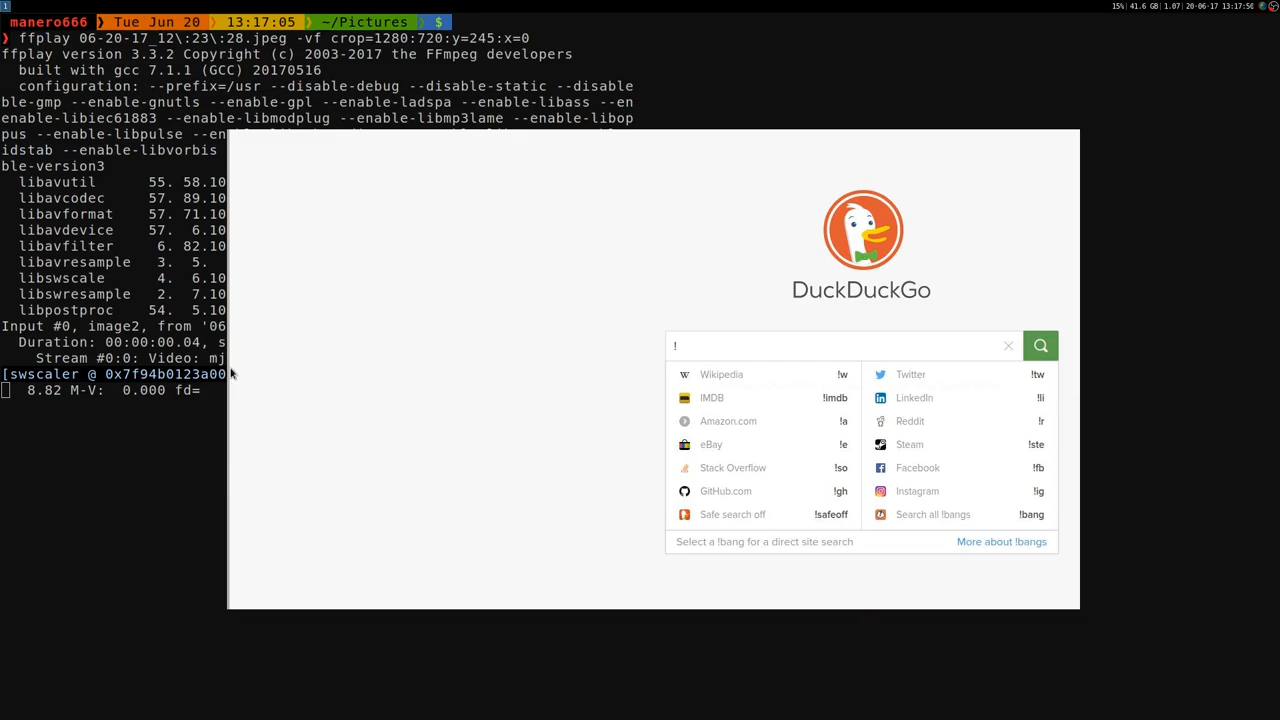 1
15% 41.6 GB 1.07 20-06-17 13:17:50
manero666 ❯ Tue Jun 20 ❯ 13:17:05 ❯ ~/Pictures ❯ $
❯ ffplay 06-20-17_12\:23\:28.jpeg -vf crop=1280:720:y=245:x=0
ffplay version 3.3.2 Copyright (c) 2003-2017 the FFmpeg developers
built with gcc 7.1.1 (GCC) 20170516
configuration: --prefix=/usr --disable-debug --disable-static --disable
ble-gmp --enable-gnutls --enable-gpl --enable-ladspa --enable-libass --en
enable-libiec61883 --enable-libmodplug --enable-libmp3lame --enable-libop
pus --enable-libpulse --en
idstab --enable-libvorbis
ble-version3
libavutil 55. 58.10
libavcodec 57. 89.10
libavformat 57. 71.10
libavdevice 57. 6.10
libavfilter 6. 82.10
libavresample 3. 5.
libswscale 4. 6.10
libswresample 2. 7.10
libpostproc 54. 5.10
Input #0, image2, from '06
Duration: 00:00:00.04, s
Stream #0:0: Video: mj
[swscaler @ 0x7f94b0123a00
8.82 M-V: 0.000 fd=
DuckDuckGo
!
Wikipedia !w
IMDB !imdb
Amazon.com !a
eBay !e
Stack Overflow !so
GitHub.com !gh
Safe search off !safeoff
Twitter !tw
LinkedIn !li
Reddit !r
Steam !ste
Facebook !fb
Instagram !ig
Search all !bangs !bang
Select a !bang for a direct site search
More about !bangs